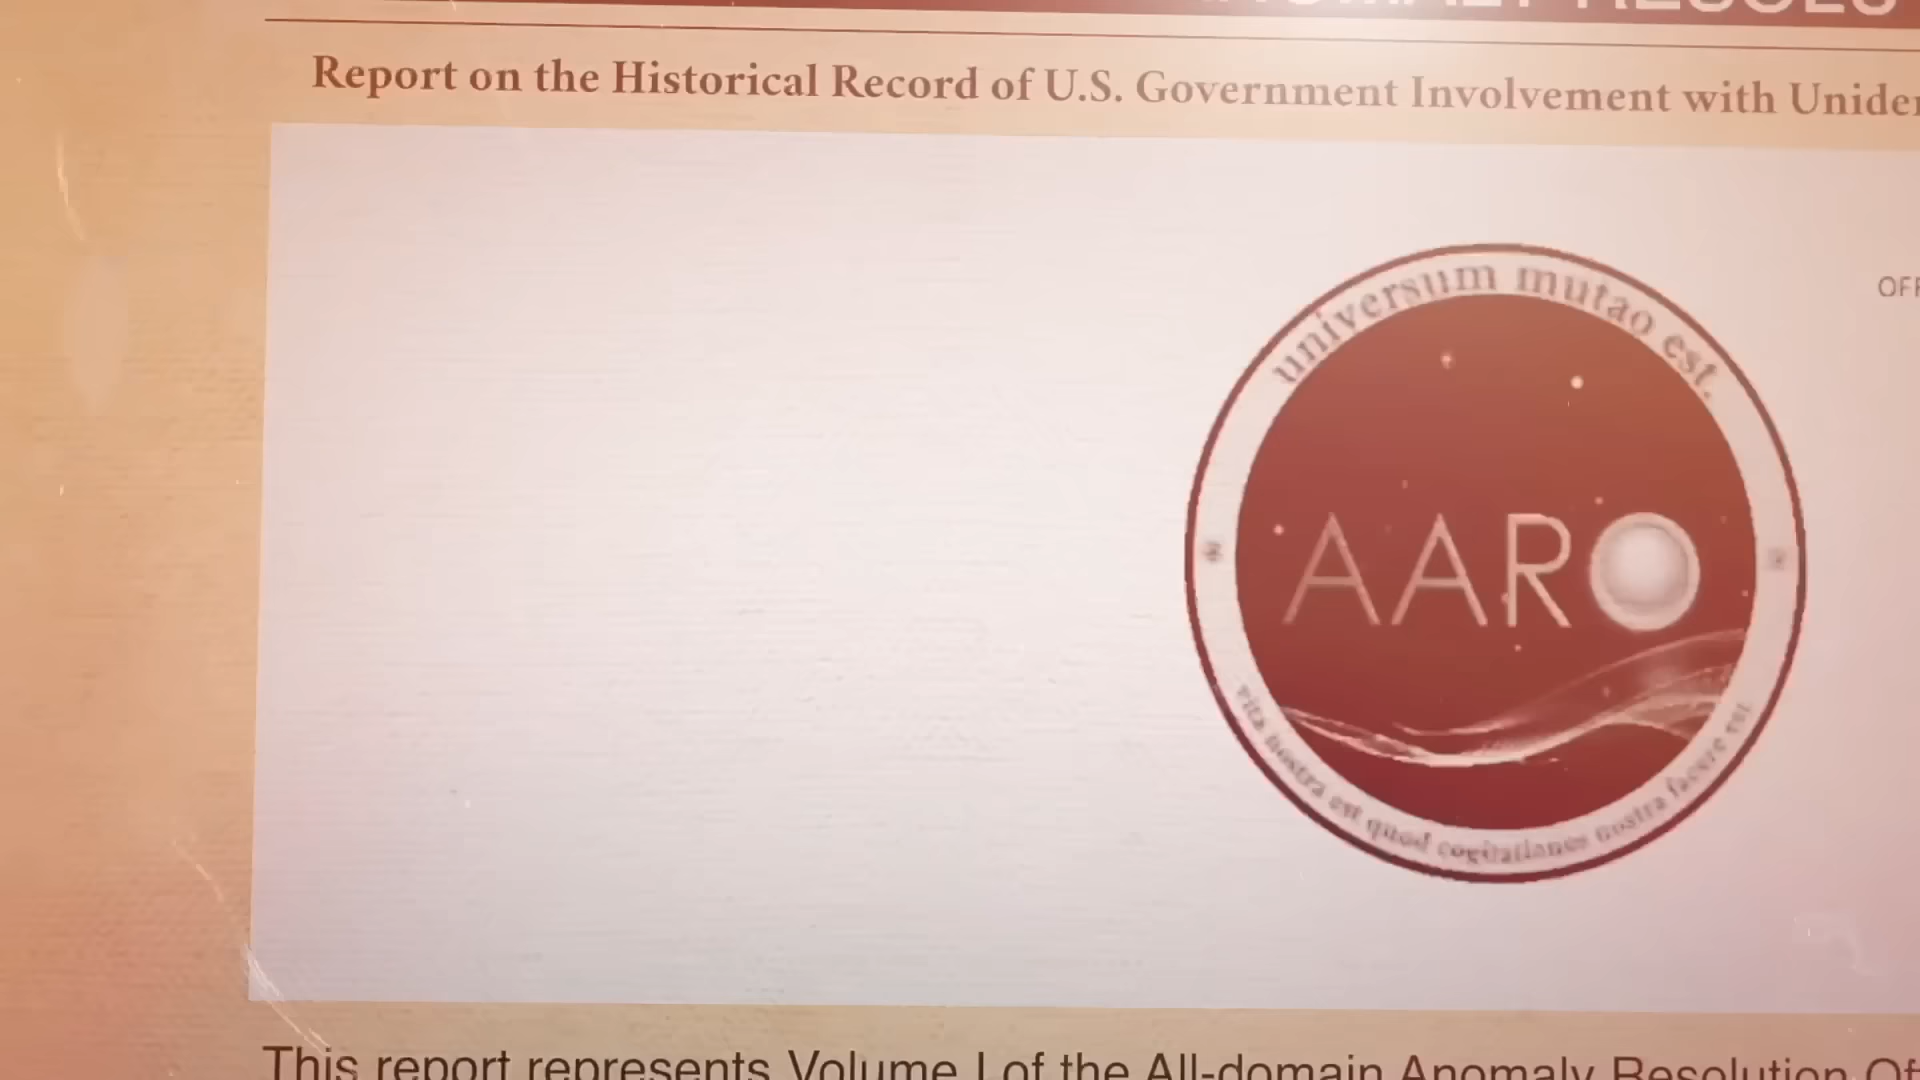 Report on the Historical Record of U.S. Government Involvement with
universum mutao est.
AARO
vita nostra est quod cogitationes nostra facere est
This report represents Volume I of the All-domain Anomaly Resolution